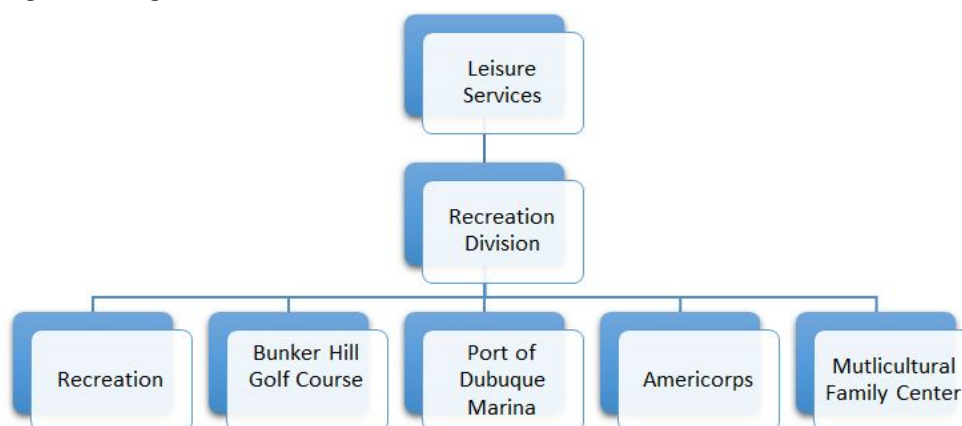 Leisure
Services
Recreation
Division
Recreation
Bunker Hill
Golf Course
Port of
Dubuque
Marina
Americorps
Mutlicultural
Family Center